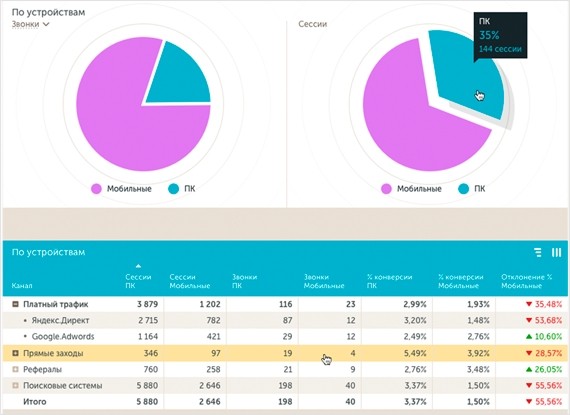 По устройствам
Звонки
Сессии
ПК
35%
144 сессии
Мобильные ПК
Мобильные ПК
По устройствам
Канал Сессии ПК Сессии Мобильные Звонки ПК Звонки Мобильные % конверсии ПК % конверсии Мобильные Отклонение % Мобильные
Платный трафик 3 879 1 202 116 23 2,99% 1,93% ▼ 35,48%
Яндекс.Директ 2 715 782 87 12 3,20% 1,48% ▼ 53,68%
Google.Adwords 1 164 421 29 12 2,49% 2,76% ▲ 10,60%
Прямые заходы 346 97 19 4 5,49% 3,92% ▼ 28,57%
Рефералы 760 258 21 9 2,76% 3,48% ▲ 26,05%
Поисковые системы 5 880 2 646 198 40 3,37% 1,50% ▼ 55,56%
Итого 5 880 2 646 198 40 3,37% 1,50% ▼ 55,56%